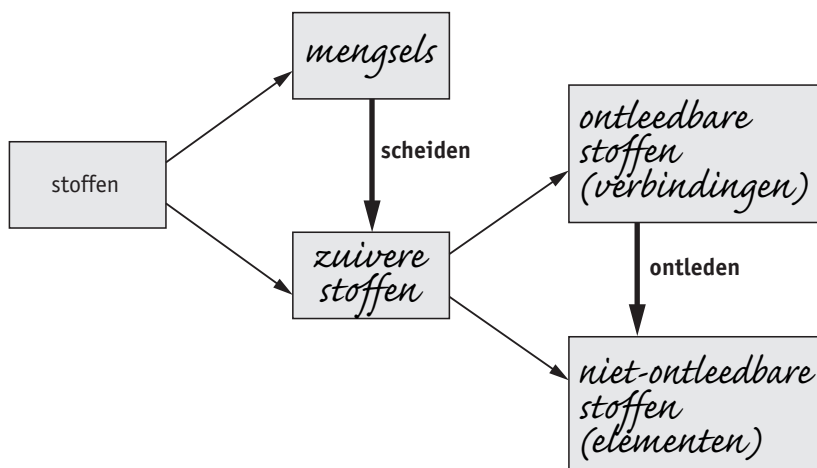 mengsels
stoffen
scheiden
zuivere
stoffen
ontleedbare
stoffen
(verbindingen)
ontleden
niet-ontleedbare
stoffen
(elementen)